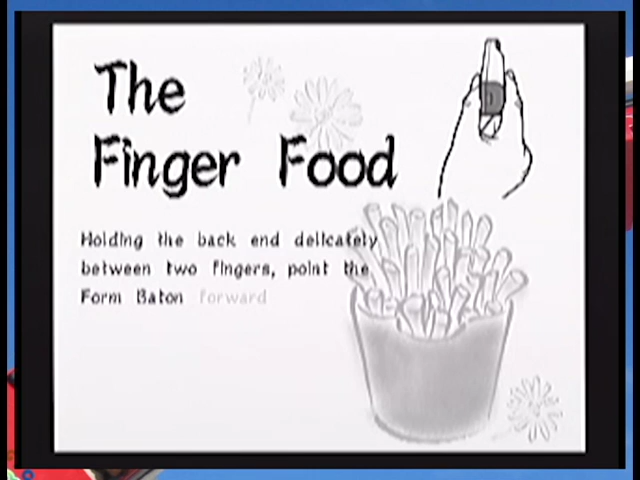 The
Finger Food
Holding the back end delicately
between two fingers, point the
Form Baton forward